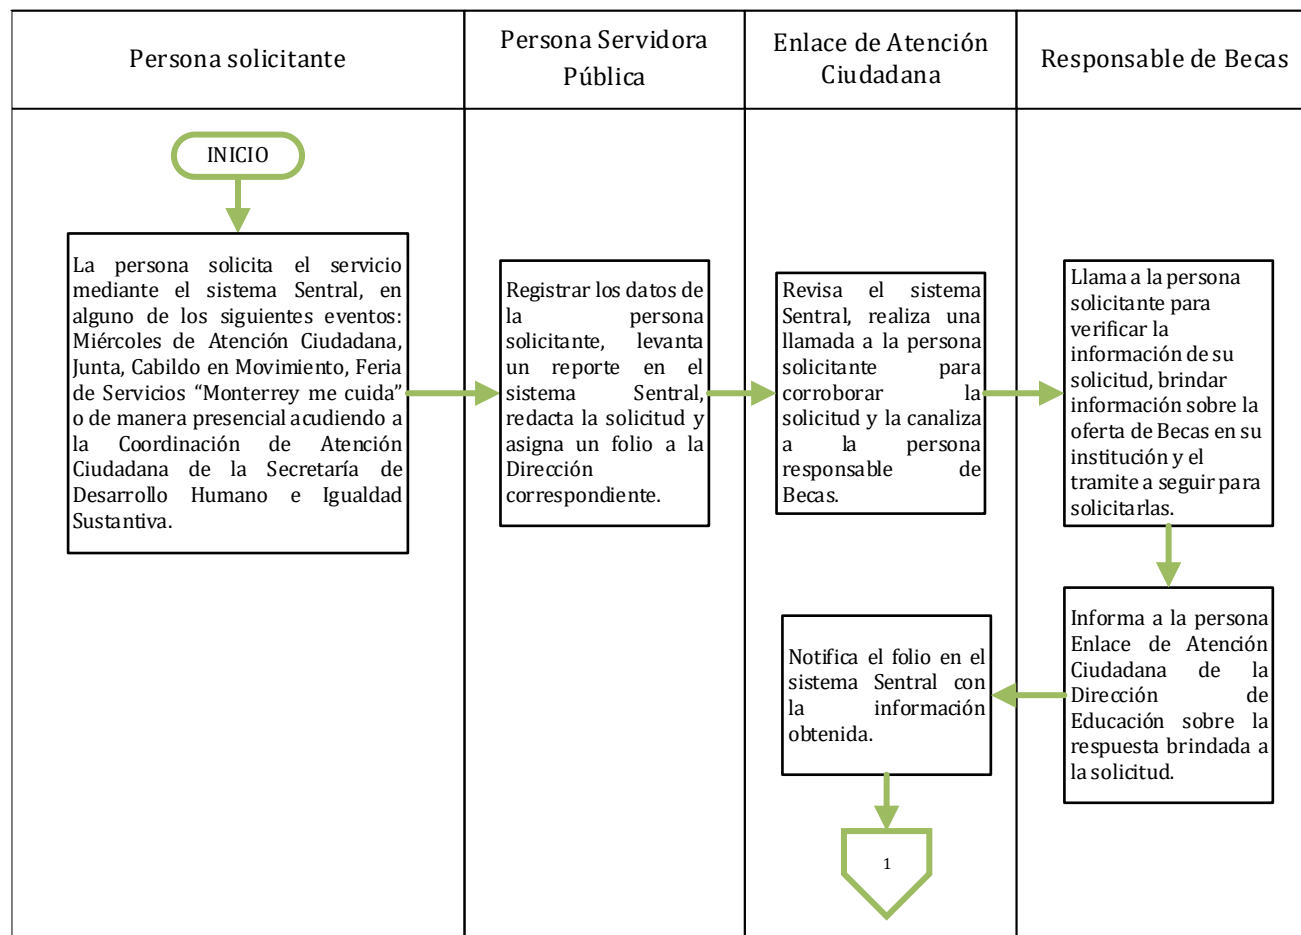 Persona solicitante
Persona Servidora
Pública
Enlace de Atención
Ciudadana
Responsable de Becas
INICIO
La persona solicita el servicio
mediante el sistema Sentral, en
alguno de los siguientes eventos:
Miércoles de Atención Ciudadana,
Junta, Cabildo en Movimiento, Feria
de Servicios “Monterrey me cuida”
o de manera presencial acudiendo a
la Coordinación de Atención
Ciudadana de la Secretaría de
Desarrollo Humano e Igualdad
Sustantiva.
Registrar los datos de
la persona
solicitante, levanta
un reporte en el
sistema Sentral,
redacta la solicitud y
asigna un folio a la
Dirección
correspondiente.
Revisa el sistema
Sentral, realiza una
llamada a la persona
solicitante para
corroborar la
solicitud y la canaliza
a la persona
responsable de
Becas.
Llama a la persona
solicitante para
verificar la
información de su
solicitud, brindar
información sobre la
oferta de Becas en su
institución y el
tramite a seguir para
solicitarlas.
Informa a la persona
Enlace de Atención
Ciudadana de la
Dirección de
Educación sobre la
respuesta brindada a
la solicitud.
Notifica el folio en el
sistema Sentral con
la información
obtenida.
1